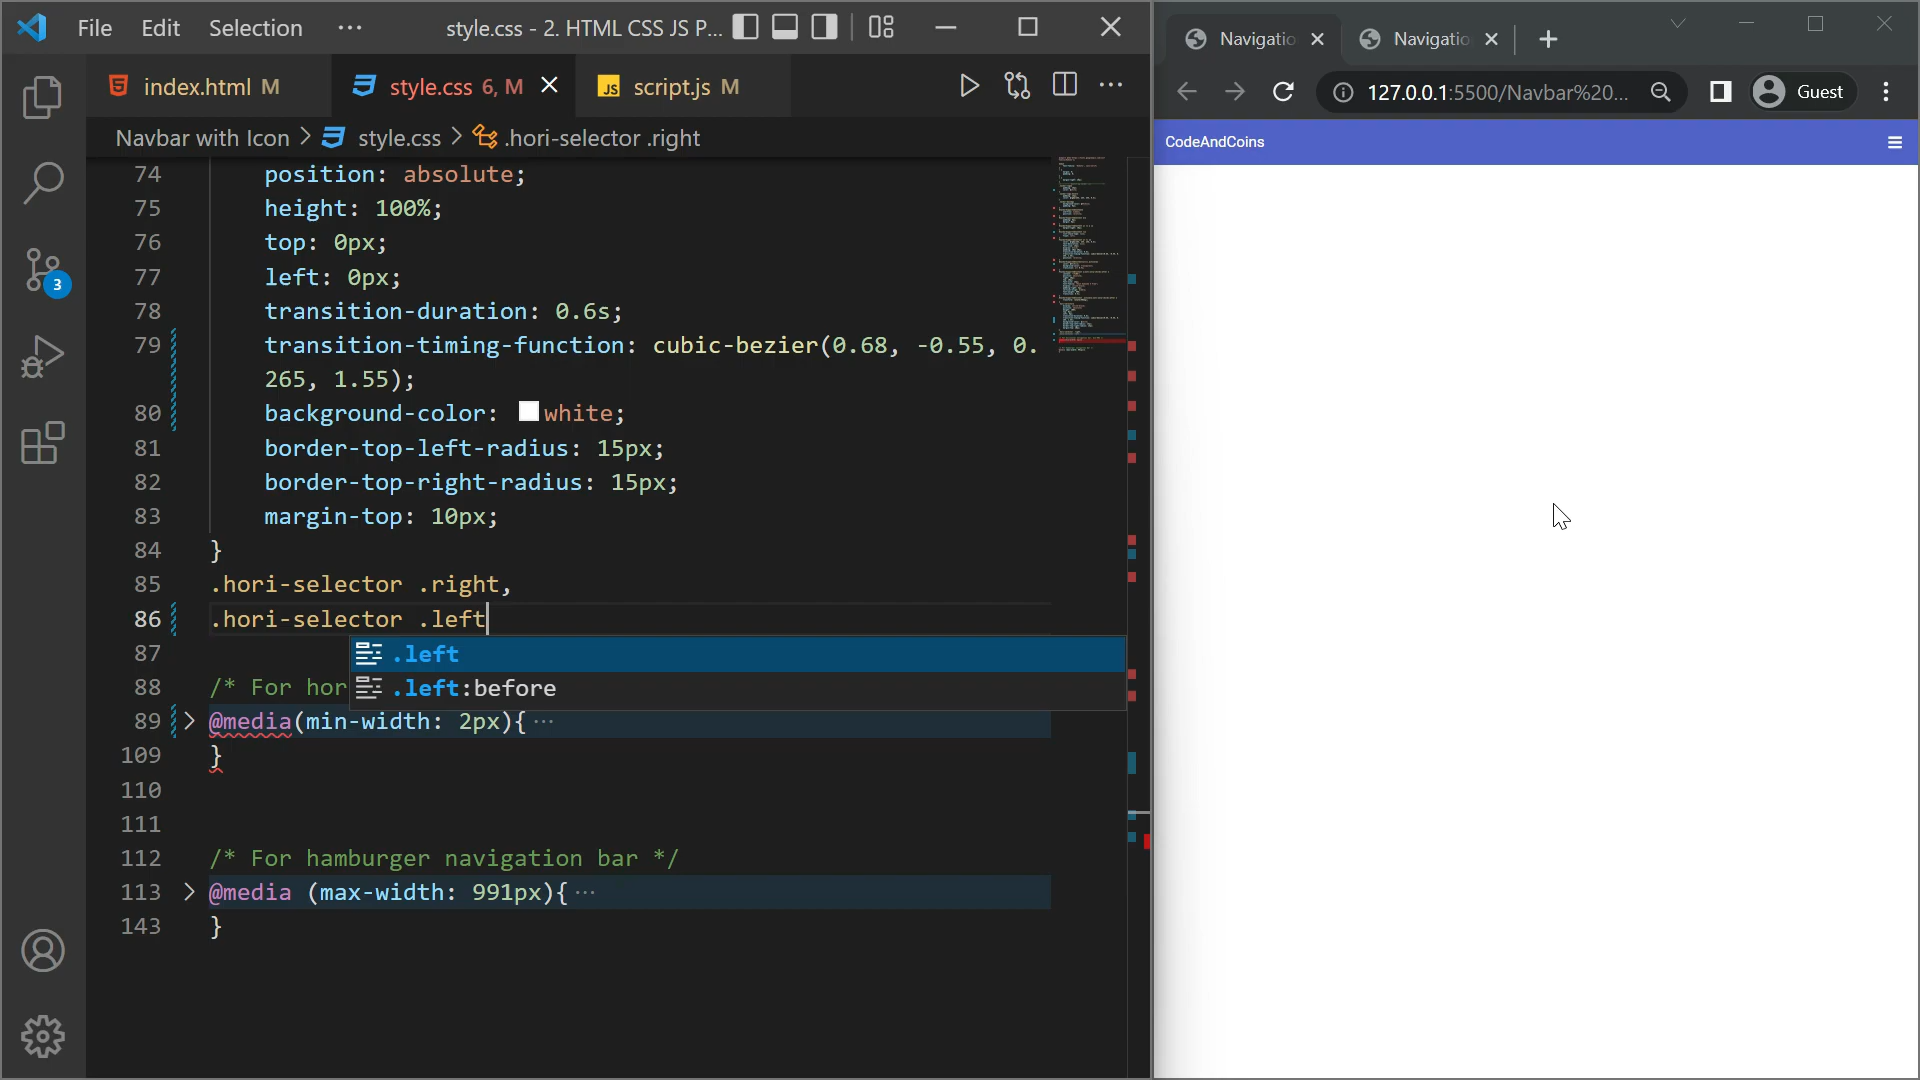 File Edit Selection ··· style.css - 2. HTML CSS JS P...
index.html M style.css 6, M script.js M
Navbar with Icon > style.css > .hori-selector .right
74 position: absolute;
75 height: 100%;
76 top: 0px;
77 left: 0px;
78 transition-duration: 0.6s;
79 transition-timing-function: cubic-bezier(0.68, -0.55, 0.
265, 1.55);
80 background-color: white;
81 border-top-left-radius: 15px;
82 border-top-right-radius: 15px;
83 margin-top: 10px;
84 }
85 .hori-selector .right,
86 .hori-selector .left
87 .left
88 /* For hor .left:before
89 @media(min-width: 2px){ ···
109 }
110
111
112 /* For hamburger navigation bar */
113 @media (max-width: 991px){ ···
143 }
3
Navigatio Navigatio
127.0.0.1:5500/Navbar%20... Guest
CodeAndCoins